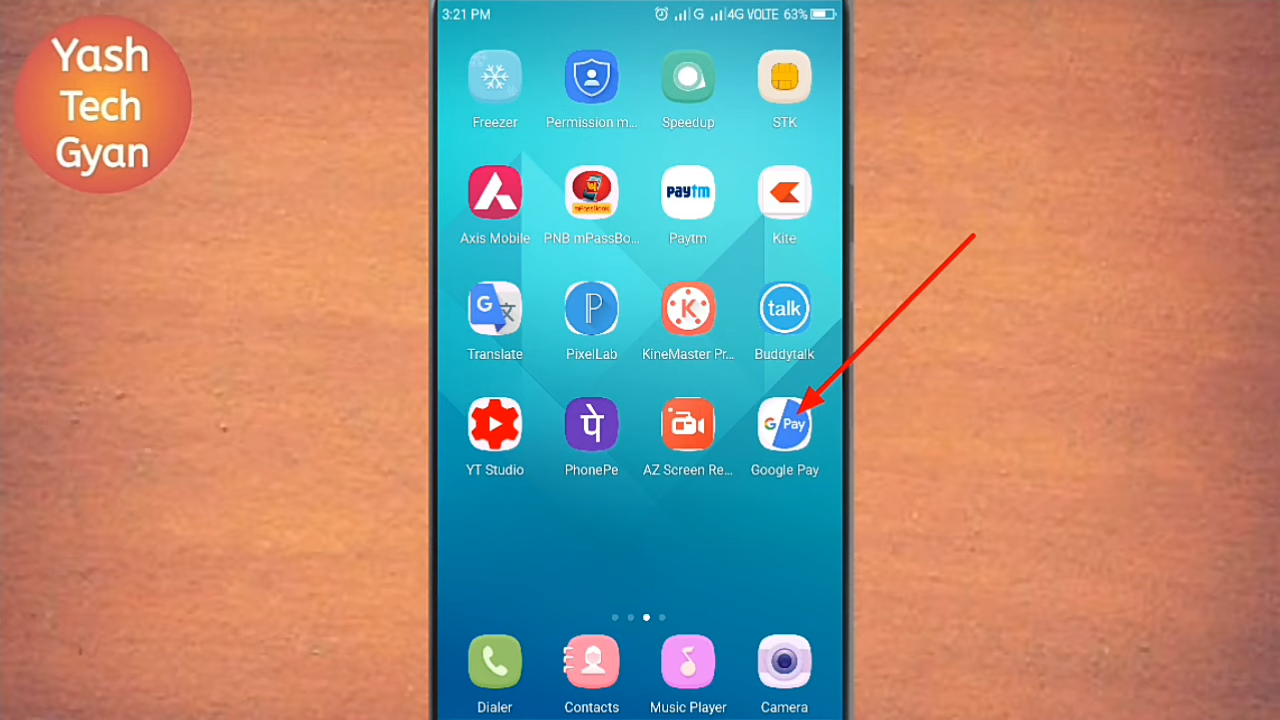 Yash
Tech
Gyan
3:21 PM
G 4G VOLTE 63%
Freezer
Permission m...
Speedup
STK
mPassBook
paytm
Axis Mobile
PNB mPassBo...
Paytm
Kite
G 文
P
K
talk
Translate
PixelLab
KineMaster Pr...
Buddytalk
पे
G Pay
YT Studio
PhonePe
AZ Screen Re...
Google Pay
Dialer
Contacts
Music Player
Camera